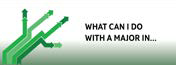 WHAT CAN I DO
WITH A MAJOR IN...